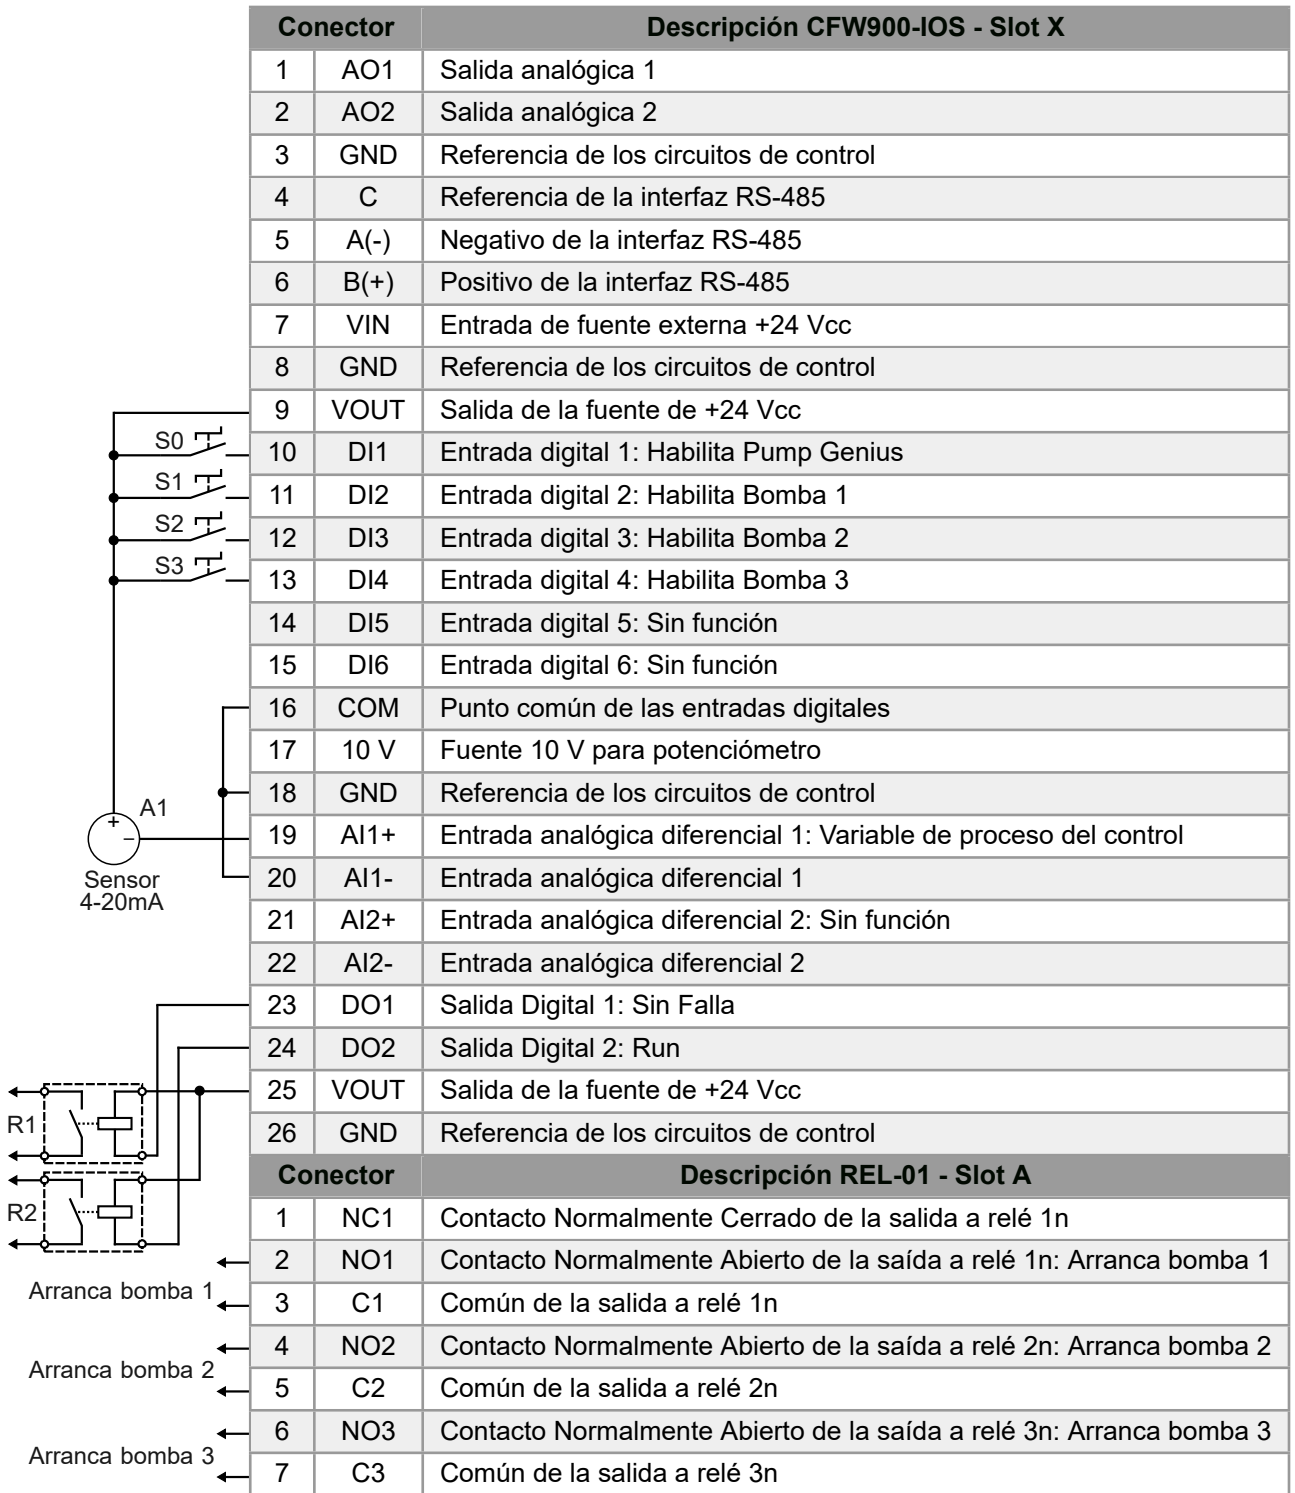 Conector Descripción CFW900-IOS - Slot X
1 AO1 Salida analógica 1
2 AO2 Salida analógica 2
3 GND Referencia de los circuitos de control
4 C Referencia de la interfaz RS-485
5 A(-) Negativo de la interfaz RS-485
6 B(+) Positivo de la interfaz RS-485
7 VIN Entrada de fuente externa +24 Vcc
8 GND Referencia de los circuitos de control
9 VOUT Salida de la fuente de +24 Vcc
S0 10 DI1 Entrada digital 1: Habilita Pump Genius
S1 11 DI2 Entrada digital 2: Habilita Bomba 1
S2 12 DI3 Entrada digital 3: Habilita Bomba 2
S3 13 DI4 Entrada digital 4: Habilita Bomba 3
14 DI5 Entrada digital 5: Sin función
15 DI6 Entrada digital 6: Sin función
16 COM Punto común de las entradas digitales
17 10 V Fuente 10 V para potenciómetro
18 GND Referencia de los circuitos de control
A1
+ −
19 AI1+ Entrada analógica diferencial 1: Variable de proceso del control
Sensor
4-20mA
20 AI1- Entrada analógica diferencial 1
21 AI2+ Entrada analógica diferencial 2: Sin función
22 AI2- Entrada analógica diferencial 2
23 DO1 Salida Digital 1: Sin Falla
24 DO2 Salida Digital 2: Run
25 VOUT Salida de la fuente de +24 Vcc
R1
26 GND Referencia de los circuitos de control
Conector Descripción REL-01 - Slot A
R2
1 NC1 Contacto Normalmente Cerrado de la salida a relé 1n
2 NO1 Contacto Normalmente Abierto de la saída a relé 1n: Arranca bomba 1
Arranca bomba 1
3 C1 Común de la salida a relé 1n
4 NO2 Contacto Normalmente Abierto de la saída a relé 2n: Arranca bomba 2
Arranca bomba 2
5 C2 Común de la salida a relé 2n
6 NO3 Contacto Normalmente Abierto de la saída a relé 3n: Arranca bomba 3
Arranca bomba 3
7 C3 Común de la salida a relé 3n